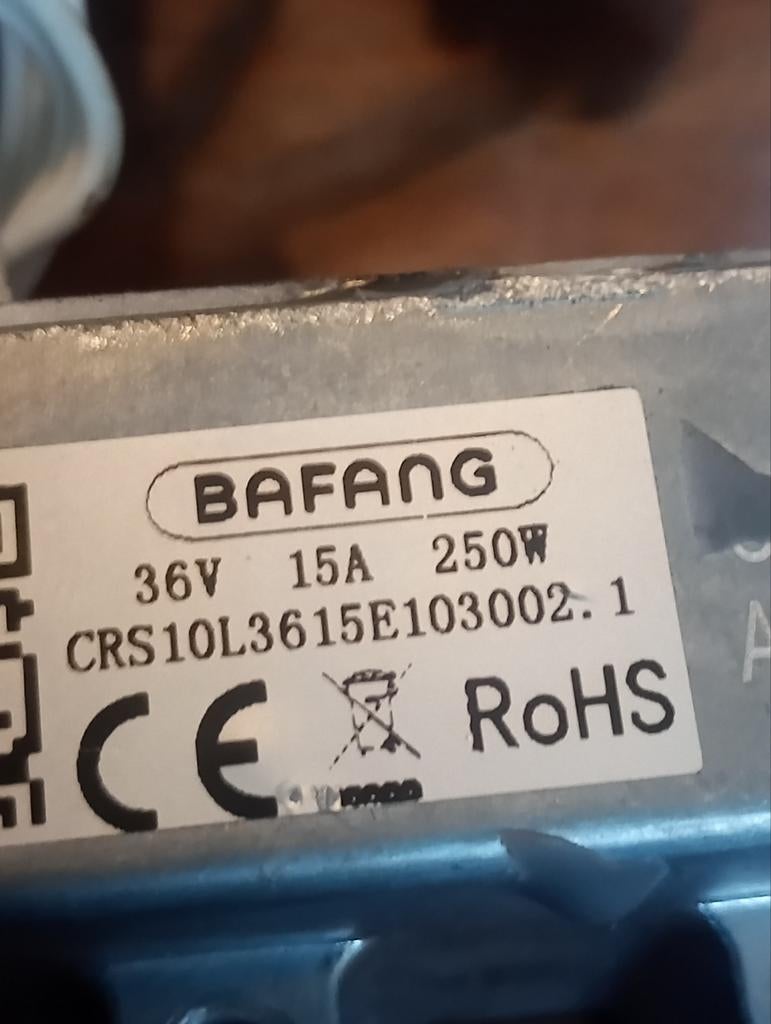 BAFANG
36V 15A 250W
CRS10L3615E103002.1
CE RoHS